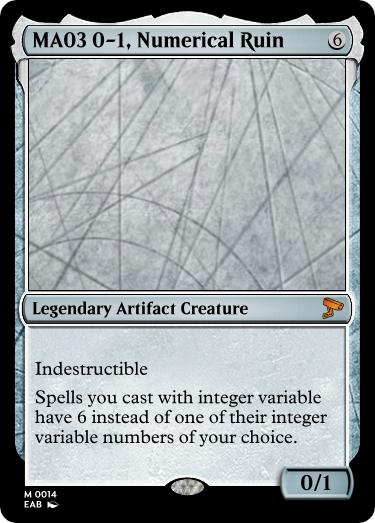 MA03 O-1, Numerical Ruin 6
Legendary Artifact Creature
Indestructible
Spells you cast with integer variable
have 6 instead of one of their integer
variable numbers of your choice.
0/1
M 0014
EAB